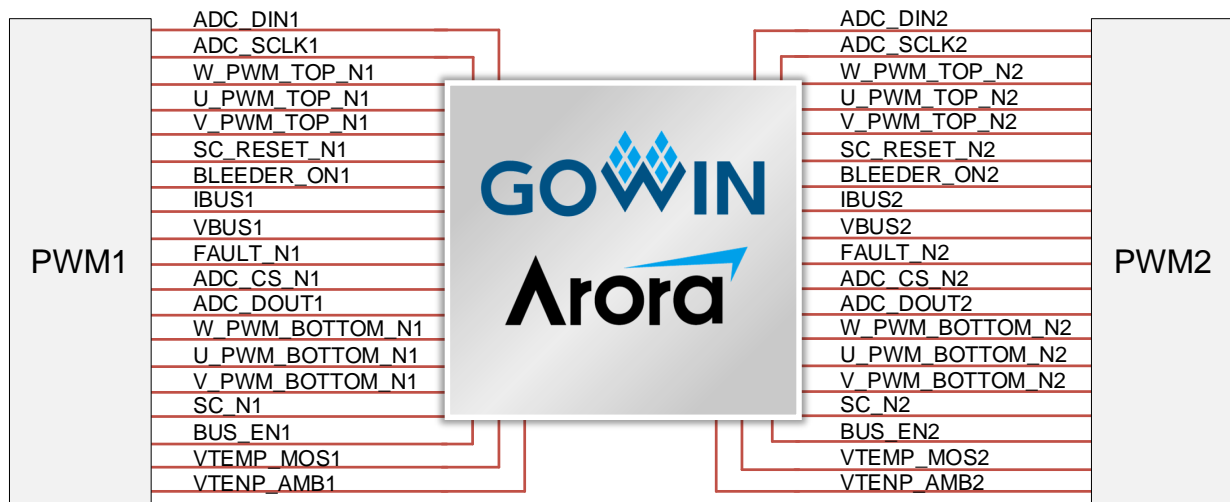 ADC_DIN1
ADC_SCLK1
W_PWM_TOP_N1
U_PWM_TOP_N1
V_PWM_TOP_N1
SC_RESET_N1
BLEEDER_ON1
IBUS1
VBUS1
FAULT_N1
ADC_CS_N1
ADC_DOUT1
W_PWM_BOTTOM_N1
U_PWM_BOTTOM_N1
V_PWM_BOTTOM_N1
SC_N1
BUS_EN1
VTEMP_MOS1
VTENP_AMB1
PWM1
GOWIN
Arora
ADC_DIN2
ADC_SCLK2
W_PWM_TOP_N2
U_PWM_TOP_N2
V_PWM_TOP_N2
SC_RESET_N2
BLEEDER_ON2
IBUS2
VBUS2
FAULT_N2
ADC_CS_N2
ADC_DOUT2
W_PWM_BOTTOM_N2
U_PWM_BOTTOM_N2
V_PWM_BOTTOM_N2
SC_N2
BUS_EN2
VTEMP_MOS2
VTENP_AMB2
PWM2